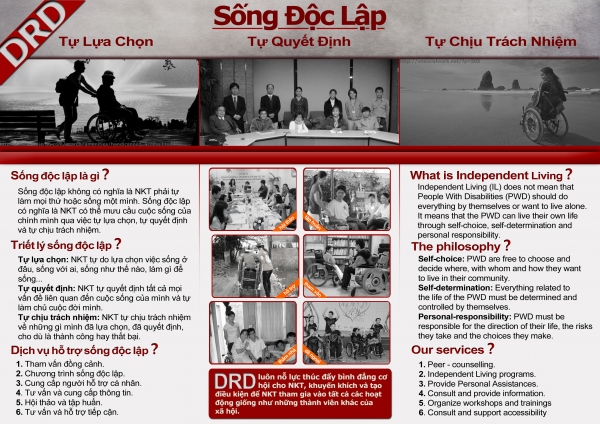 DRD
Sống Độc Lập
Tự Lựa Chọn
Tự Quyết Định
Tự Chịu Trách Nhiệm
Sống độc lập là gì ?
Sống độc lập không có nghĩa là NKT phải tự
làm mọi thứ hoặc sống một mình. Sống độc lập
có nghĩa là NKT có thể mưu cầu cuộc sống của
chính mình qua việc tự lựa chọn, tự quyết định
và tự chịu trách nhiệm.
Triết lý sống độc lập ?
Tự lựa chọn: NKT tự do lựa chọn việc sống ở
đâu, sống với ai, sống như thế nào, làm gì để
sống...
Tự quyết định: NKT tự quyết định tất cả mọi
vấn đề liên quan đến cuộc sống của mình và tự
làm chủ cuộc đời mình.
Tự chịu trách nhiệm: NKT tự chịu trách nhiệm
về những gì mình đã lựa chọn, đã quyết định,
cho dù là thành công hay thất bại.
Dịch vụ hỗ trợ sống độc lập ?
1. Tham vấn đồng cảnh.
2. Chương trình sống độc lập.
3. Cung cấp người hỗ trợ cá nhân.
4. Tư vấn và cung cấp thông tin.
5. Hội thảo và tập huấn.
6. Tư vấn và hỗ trợ tiếp cận.
DRD luôn nỗ lực thúc đẩy bình đẳng cơ
hội cho NKT, khuyến khích và tạo
điều kiện để NKT tham gia vào tất cả các hoạt
động giống như những thành viên khác của
xã hội.
What is Independent Living ?
Independent Living (IL) does not mean that
People With Disabilities (PWD) should do
everything by themselves or want to live alone.
It means that the PWD can live their own life
through self-choice, self-determination and
personal responsibility.
The philosophy ?
Self-choice: PWD are free to choose and
decide where, with whom and how they want
to live in their community.
Self-determination: Everything related to
the life of the PWD must be determined and
controlled by themselves.
Personal-responsibility: PWD must be
responsible for the direction of their life, the risks
they take and the choices they make.
Our services ?
1. Peer - counselling.
2. Independent Living programs.
3. Provide Personal Assistances.
4. Consult and provide information.
5. Organize workshops and trainings
6. Consult and support accessibility